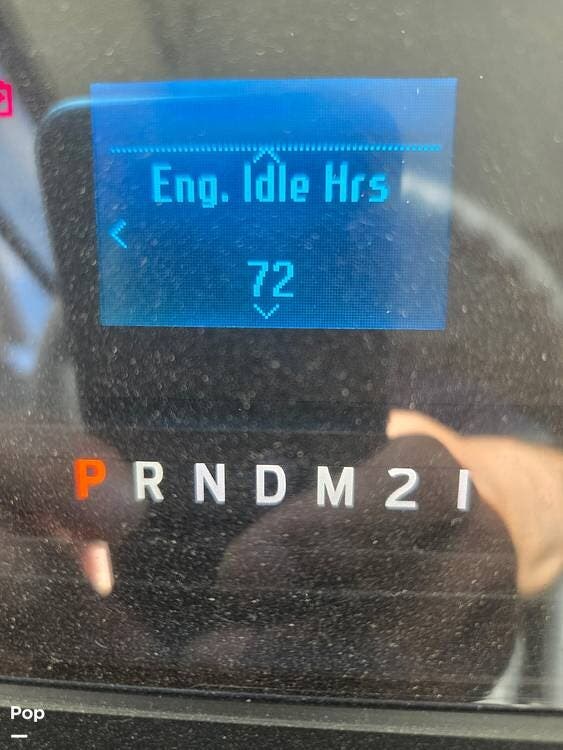 Eng. Idle Hrs
72
P R N D M 2 1
Pop